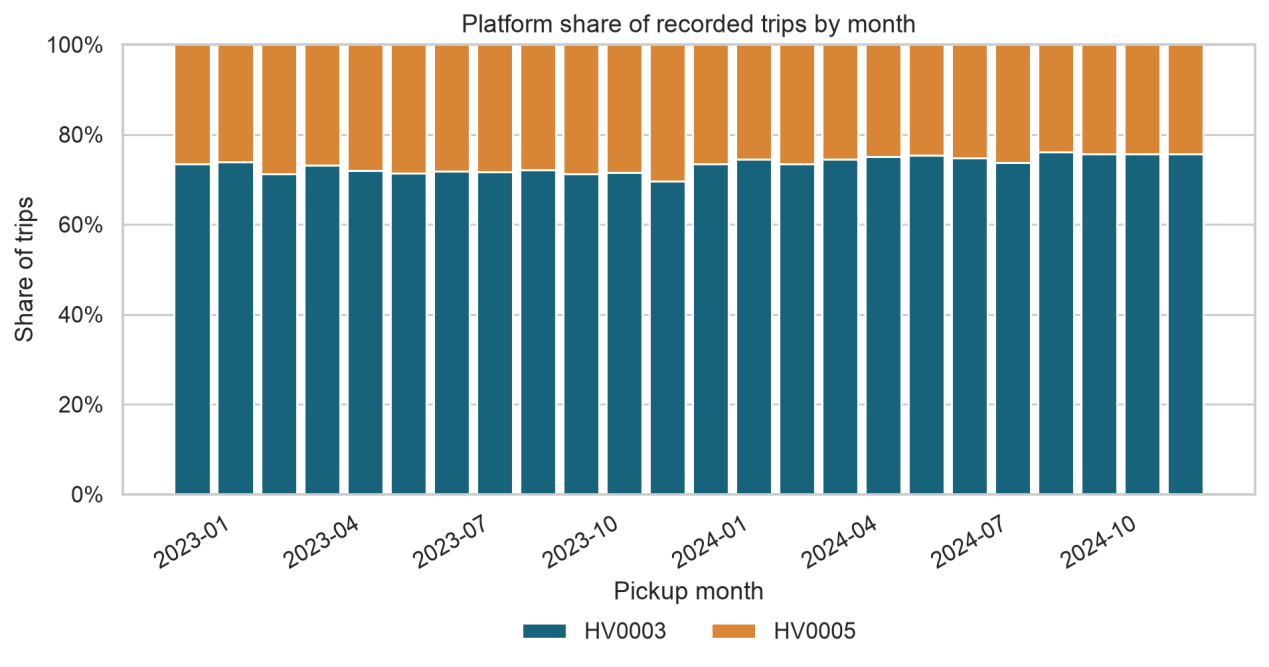 Platform share of recorded trips by month
100%
80%
60%
40%
20%
0%
Share of trips
2023-01
2023-04
2023-07
2023-10
2024-01
2024-04
2024-07
2024-10
Pickup month
HV0003
HV0005